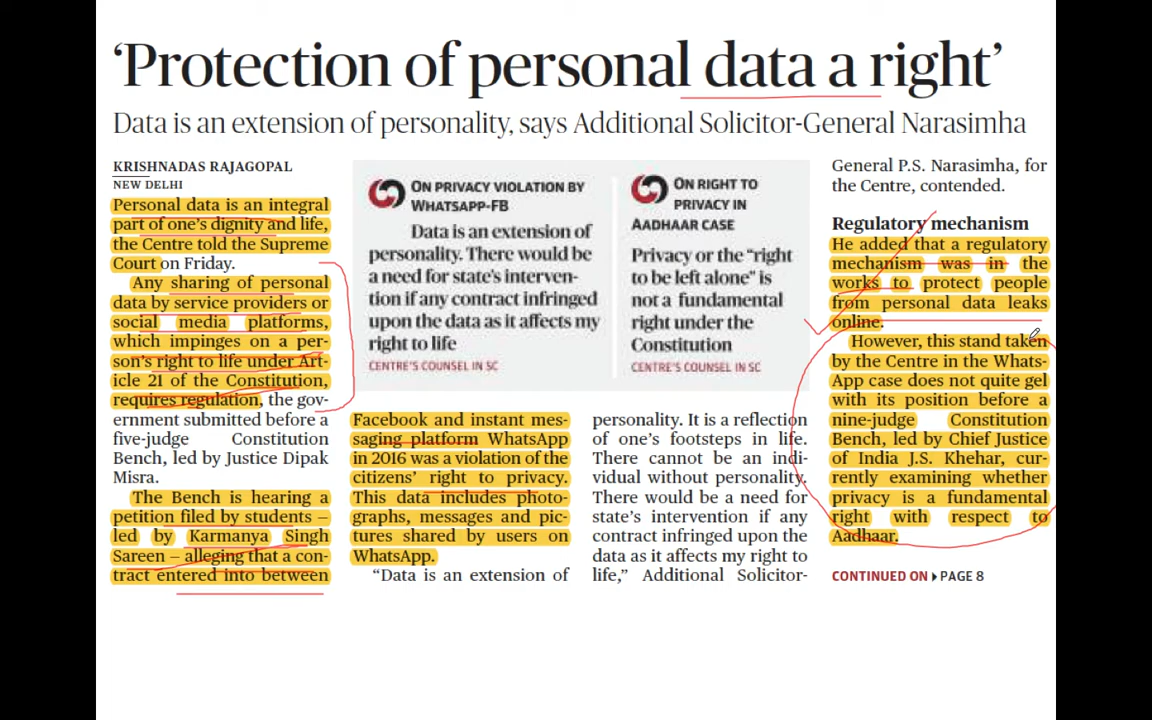 ‘Protection of personal data a right’
Data is an extension of personality, says Additional Solicitor-General Narasimha
KRISHNADAS RAJAGOPAL
NEW DELHI
Personal data is an integral
part of one’s dignity and life,
the Centre told the Supreme
Court on Friday.
Any sharing of personal
data by service providers or
social media platforms,
which impinges on a per-
son’s right to life under Art-
icle 21 of the Constitution,
requires regulation, the gov-
ernment submitted before a
five-judge Constitution
Bench, led by Justice Dipak
Misra.
The Bench is hearing a
petition filed by students –
led by Karmanya Singh
Sareen – alleging that a con-
tract entered into between
ON PRIVACY VIOLATION BY
WHATSAPP-FB
Data is an extension of
personality. There would be
a need for state’s interven-
tion if any contract infringed
upon the data as it affects my
right to life
CENTRE’S COUNSEL IN SC
ON RIGHT TO
PRIVACY IN
AADHAAR CASE
Privacy or the “right
to be left alone” is
not a fundamental
right under the
Constitution
CENTRE’S COUNSEL IN SC
Facebook and instant mes-
saging platform WhatsApp
in 2016 was a violation of the
citizens’ right to privacy.
This data includes photo-
graphs, messages and pic-
tures shared by users on
WhatsApp.
“Data is an extension of
personality. It is a reflection
of one’s footsteps in life.
There cannot be an indi-
vidual without personality.
There would be a need for
state’s intervention if any
contract infringed upon the
data as it affects my right to
life,” Additional Solicitor-
General P.S. Narasimha, for
the Centre, contended.
Regulatory mechanism
He added that a regulatory
mechanism was in the
works to protect people
from personal data leaks
online.
However, this stand taken
by the Centre in the Whats-
App case does not quite gel
with its position before a
nine-judge Constitution
Bench, led by Chief Justice
of India J.S. Khehar, cur-
rently examining whether
privacy is a fundamental
right with respect to
Aadhaar.
CONTINUED ON PAGE 8